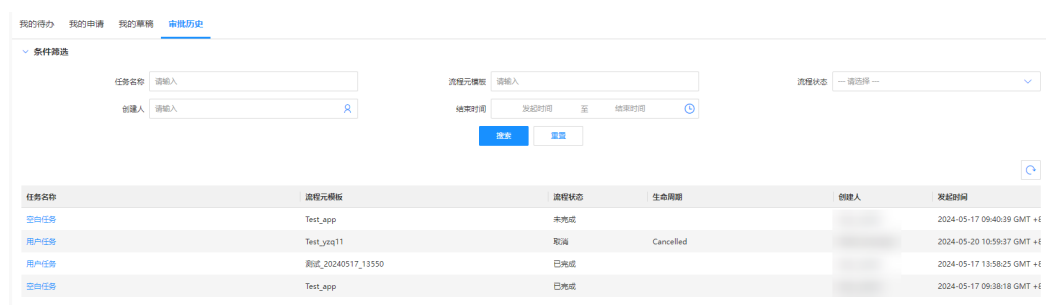 我的待办 我的申请 我的草稿 审批历史
条件筛选
任务名称 请输入 流程元模板 请输入 流程状态 — 请选择 —
创建人 请输入 结束时间 发起时间 至 结束时间
搜索 重置
任务名称 流程元模板 流程状态 生命周期 创建人 发起时间
空白任务 Test_app 未完成 2024-05-17 09:40:39 GMT +8
用户任务 Test_yzq11 取消 Cancelled 2024-05-20 10:59:37 GMT +8
用户任务 测试_20240517_13550 已完成 2024-05-17 13:58:25 GMT +8
空白任务 Test_app 已完成 2024-05-17 09:38:18 GMT +8